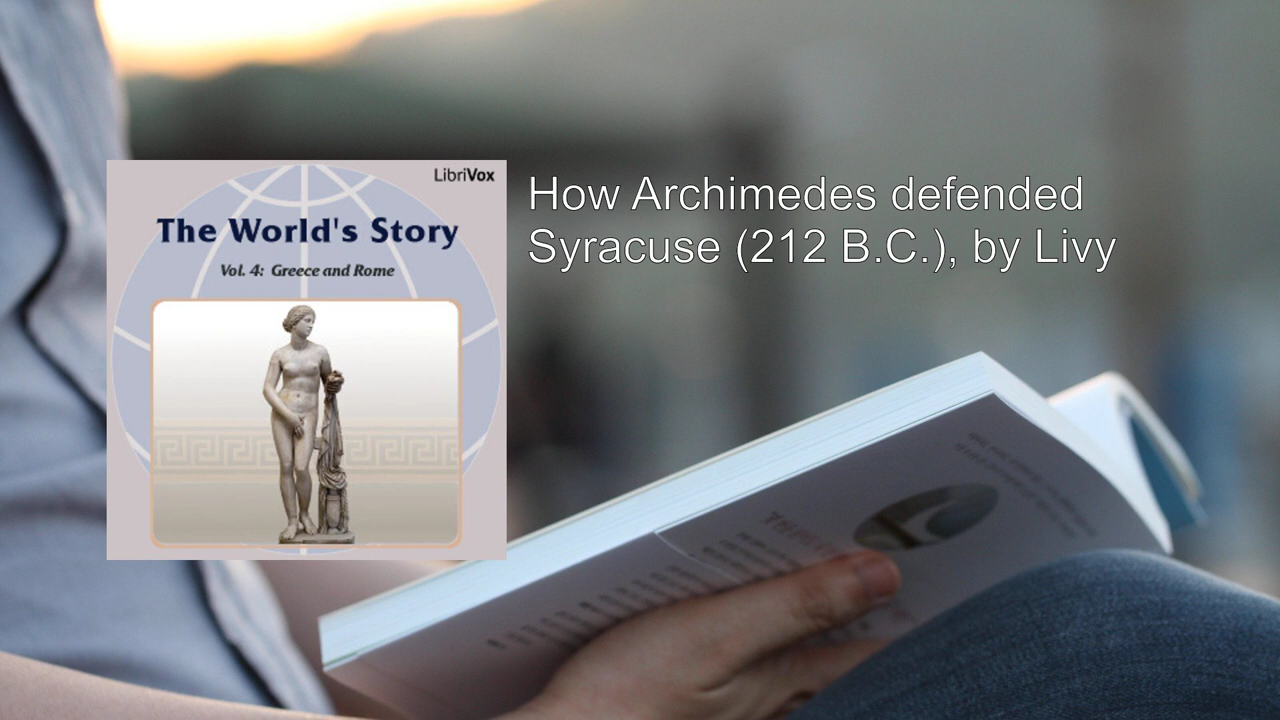 LibriVox
The World's Story
Vol. 4: Greece and Rome
How Archimedes defended
Syracuse (212 B.C.), by Livy